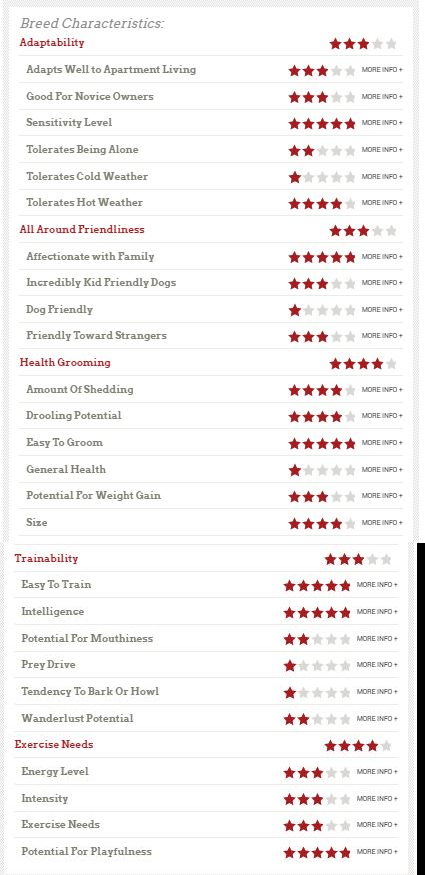 Breed Characteristics:
Adaptability
Adapts Well to Apartment Living MORE INFO +
Good For Novice Owners MORE INFO +
Sensitivity Level MORE INFO +
Tolerates Being Alone MORE INFO +
Tolerates Cold Weather MORE INFO +
Tolerates Hot Weather MORE INFO +
All Around Friendliness
Affectionate with Family MORE INFO +
Incredibly Kid Friendly Dogs MORE INFO +
Dog Friendly MORE INFO +
Friendly Toward Strangers MORE INFO +
Health Grooming
Amount Of Shedding MORE INFO +
Drooling Potential MORE INFO +
Easy To Groom MORE INFO +
General Health MORE INFO +
Potential For Weight Gain MORE INFO +
Size MORE INFO +
Trainability
Easy To Train MORE INFO +
Intelligence MORE INFO +
Potential For Mouthiness MORE INFO +
Prey Drive MORE INFO +
Tendency To Bark Or Howl MORE INFO +
Wanderlust Potential MORE INFO +
Exercise Needs
Energy Level MORE INFO +
Intensity MORE INFO +
Exercise Needs MORE INFO +
Potential For Playfulness MORE INFO +